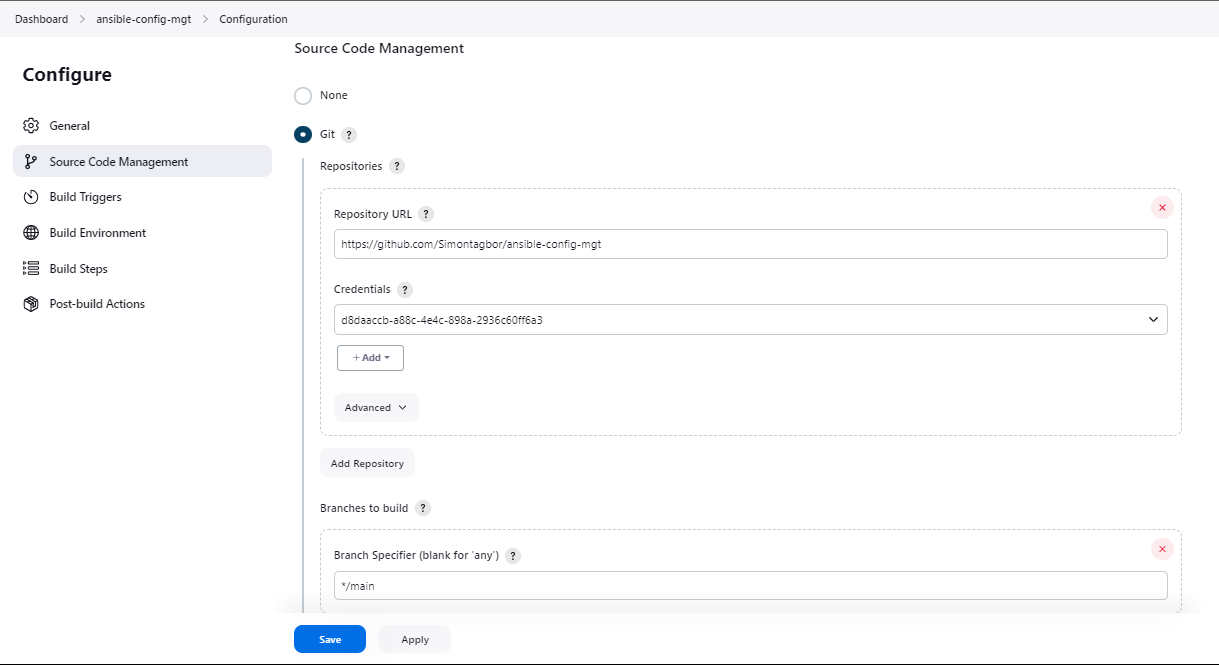 Dashboard > ansible-config-mgt > Configuration
Configure
General
Source Code Management
Build Triggers
Build Environment
Build Steps
Post-build Actions
Source Code Management
None
Git ?
Repositories ?
Repository URL ?
https://github.com/Simontagbor/ansible-config-mgt
Credentials ?
d8daaccb-a88c-4e4c-898a-2936c60ff6a3
+ Add
Advanced
Add Repository
Branches to build ?
Branch Specifier (blank for 'any') ?
*/main
Save Apply